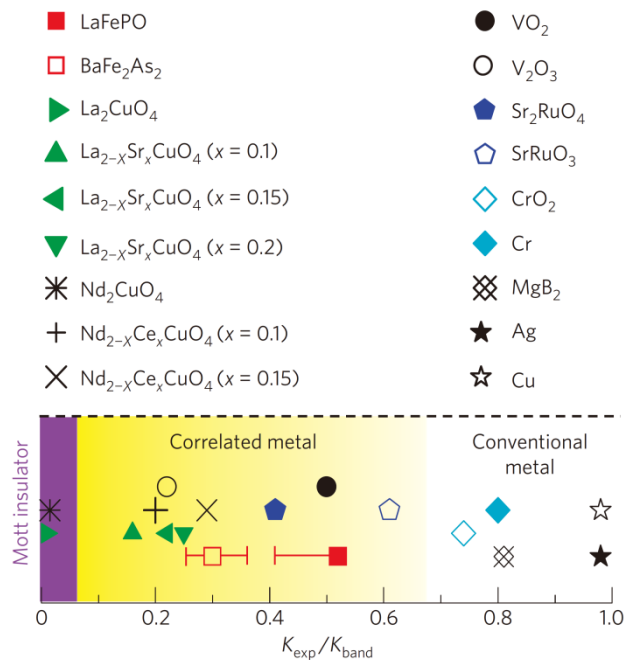 LaFePO
BaFe₂As₂
La₂CuO₄
La₂₋ₓSrₓCuO₄ (x = 0.1)
La₂₋ₓSrₓCuO₄ (x = 0.15)
La₂₋ₓSrₓCuO₄ (x = 0.2)
Nd₂CuO₄
Nd₂₋ₓCeₓCuO₄ (x = 0.1)
Nd₂₋ₓCeₓCuO₄ (x = 0.15)
VO₂
V₂O₃
Sr₂RuO₄
SrRuO₃
CrO₂
Cr
MgB₂
Ag
Cu
Mott insulator
Correlated metal
Conventional
metal
0 0.2 0.4 0.6 0.8 1.0
K_exp/K_band